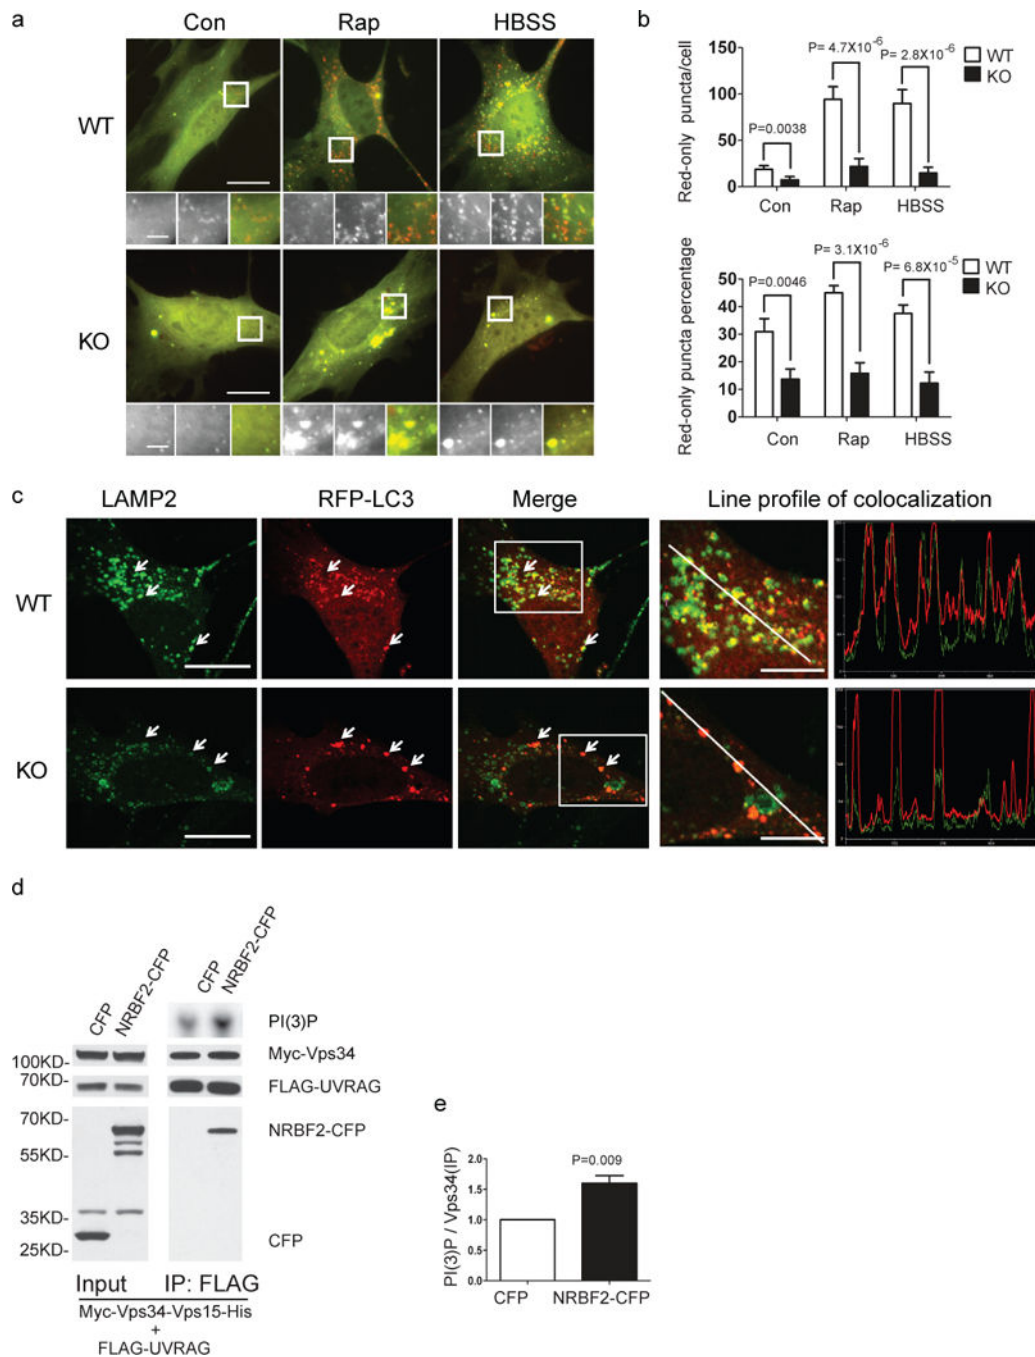 a
Con
Rap
HBSS
WT
KO
b
Red-only puncta/cell
150
100
50
0
P=0.0038
P= 4.7X10⁻⁶
P= 2.8X10⁻⁶
WT
KO
Con
Rap
HBSS
Red-only puncta percentage
50
40
30
20
10
0
P=0.0046
P= 3.1X10⁻⁶
P= 6.8X10⁻⁵
WT
KO
Con
Rap
HBSS
c
LAMP2
RFP-LC3
Merge
Line profile of colocalization
WT
KO
d
CFP
NRBF2-CFP
CFP
NRBF2-CFP
PI(3)P
100KD-
Myc-Vps34
70KD-
FLAG-UVRAG
70KD-
NRBF2-CFP
55KD-
35KD-
25KD-
CFP
Input
IP: FLAG
Myc-Vps34-Vps15-His
+
FLAG-UVRAG
e
PI(3)P / Vps34(IP)
2.0
1.5
1.0
0.5
0.0
P=0.009
CFP
NRBF2-CFP